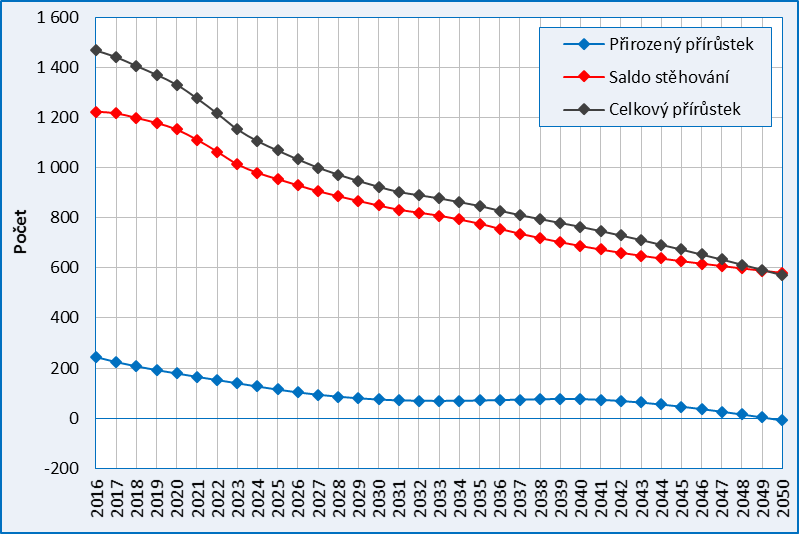 1 600
1 400
1 200
1 000
800
600
400
200
0
-200
Počet
Přirozený přírůstek
Saldo stěhování
Celkový přírůstek
2016 2017 2018 2019 2020 2021 2022 2023 2024 2025 2026 2027 2028 2029 2030 2031 2032 2033 2034 2035 2036 2037 2038 2039 2040 2041 2042 2043 2044 2045 2046 2047 2048 2049 2050